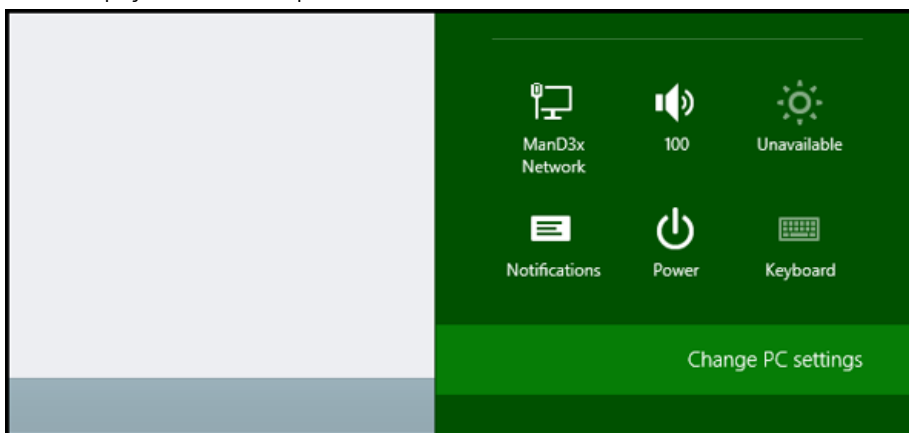 ManD3x
Network
100
Unavailable
Notifications
Power
Keyboard
Change PC settings